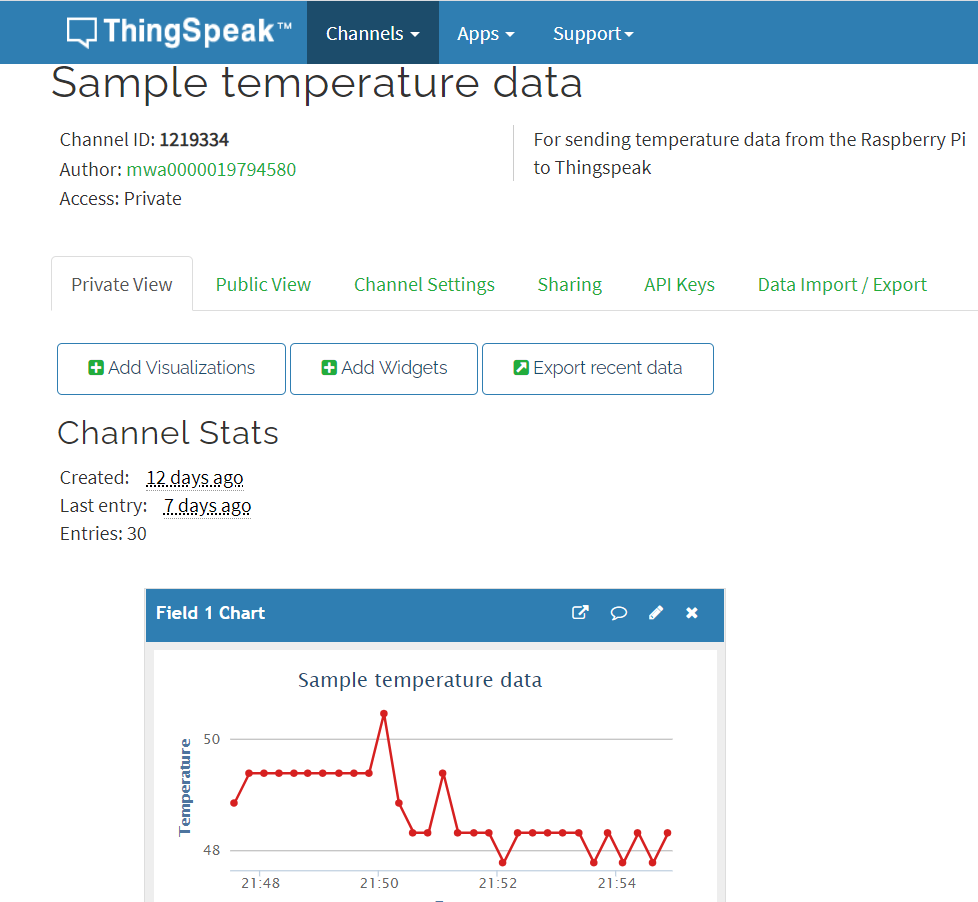 ThingSpeak™ Channels Apps Support
Sample temperature data
Channel ID: 1219334
Author: mwa0000019794580
Access: Private
For sending temperature data from the Raspberry Pi
to Thingspeak
Private View Public View Channel Settings Sharing API Keys Data Import / Export
Add Visualizations Add Widgets Export recent data
Channel Stats
Created: 12 days ago
Last entry: 7 days ago
Entries: 30
Field 1 Chart
Sample temperature data
Temperature
50
48
21:48 21:50 21:52 21:54